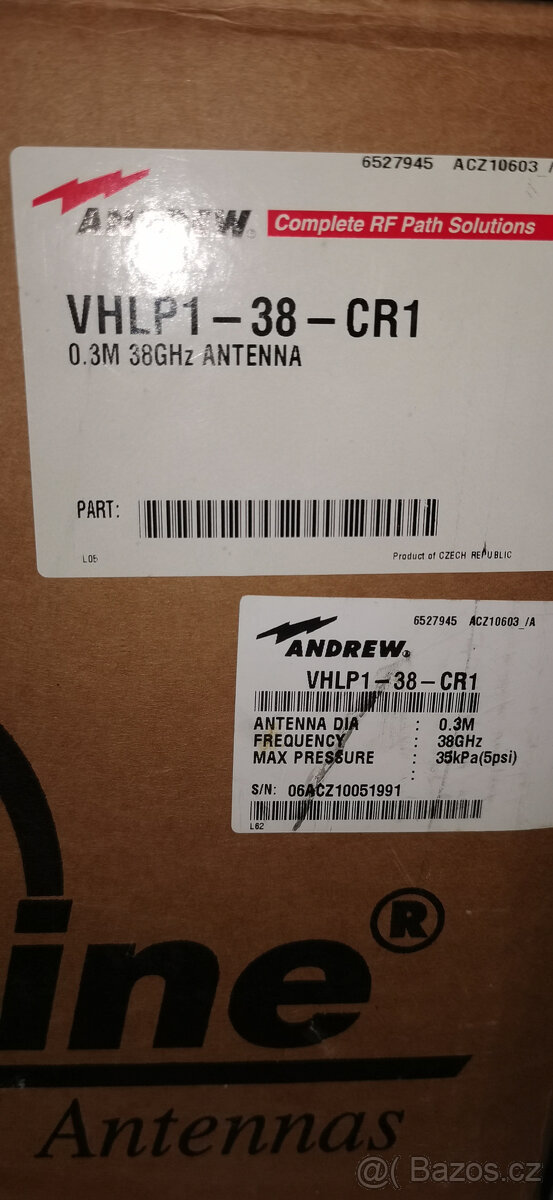 6527945 ACZ10603 /
ANDREW
Complete RF Path Solutions
VHLP1-38-CR1
0.3M 38GHz ANTENNA
PART:
L05
Product of CZECH REPUBLIC
6527945 ACZ10603_/A
ANDREW®
VHLP1-38-CR1
ANTENNA DIA : 0.3M
FREQUENCY : 38GHz
MAX PRESSURE : 35kPa(5psi)
:
S/N: 06ACZ10051991
L62
ine®
Antennas
@( Bazoš.cz